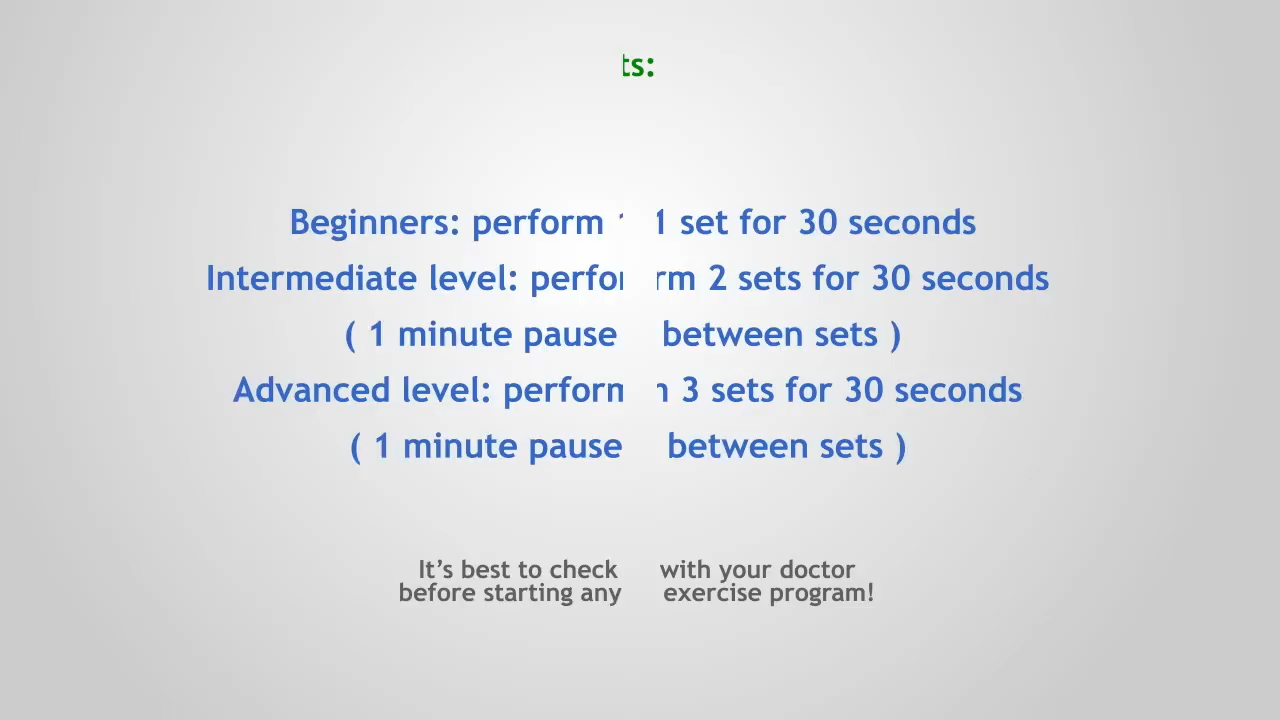 ts:
Beginners: perform 1 set for 30 seconds
Intermediate level: perform 2 sets for 30 seconds
( 1 minute pause between sets )
Advanced level: perform 3 sets for 30 seconds
( 1 minute pause between sets )
It's best to check with your doctor
before starting any exercise program!